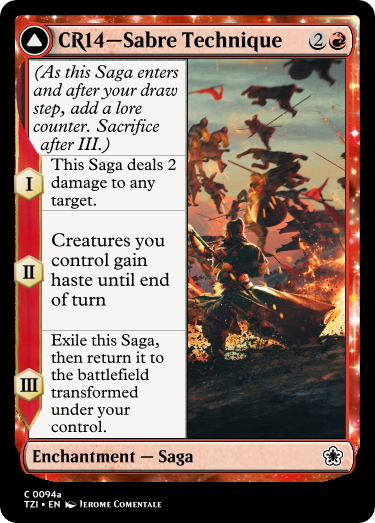 CR14—Sabre Technique 2
(As this Saga enters
and after your draw
step, add a lore
counter. Sacrifice
after III.)
I
This Saga deals 2
damage to any
target.
II
Creatures you
control gain
haste until end
of turn
III
Exile this Saga,
then return it to
the battlefield
transformed
under your
control.
Enchantment — Saga
C 0094a
TZI • EN Jerome Comentale